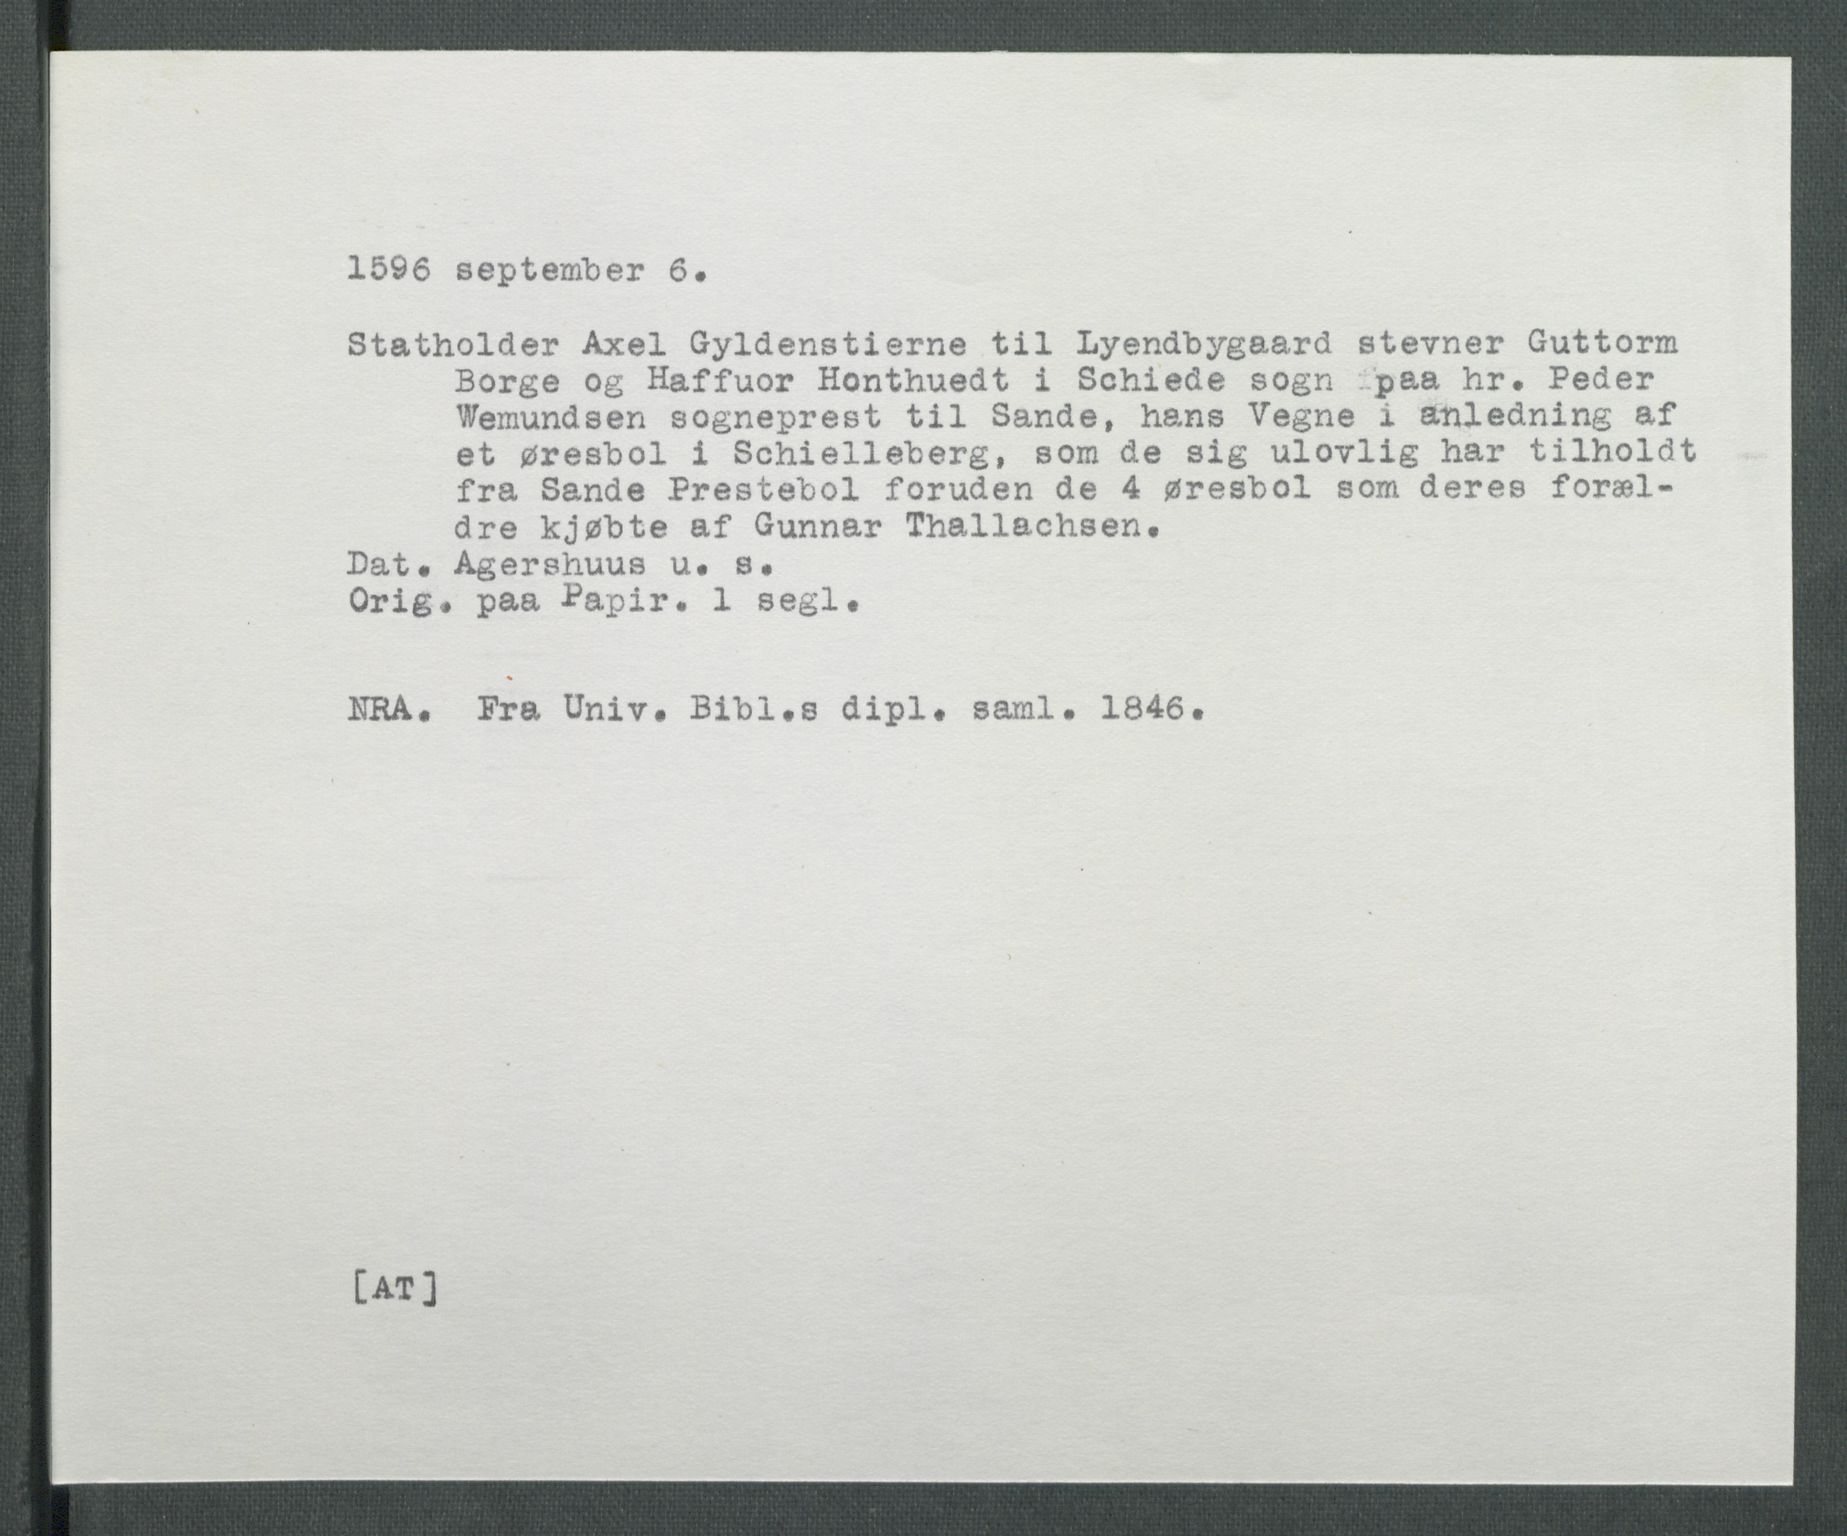 1596 september 6.
Statholder Axel Gyldenstierne til Lyendbygaard stevner Guttorm
Borge og Haffuor Honthuedt i Schiede sogn paa hr. Peder
Wemundsen sogneprest til Sande, hans Vegne i anledning af
et øresbol i Schielleberg, som de sig ulovlig har tilholdt
fra Sande Prestebol foruden de 4 øresbol som deres foræl-
dre kjøbte af Gunnar Thallachsen.
Dat. Agershuus u. s.
Orig. paa Papir. 1 segl.
NRA. Fra Univ. Bibl.s dipl. saml. 1846.
[AT]